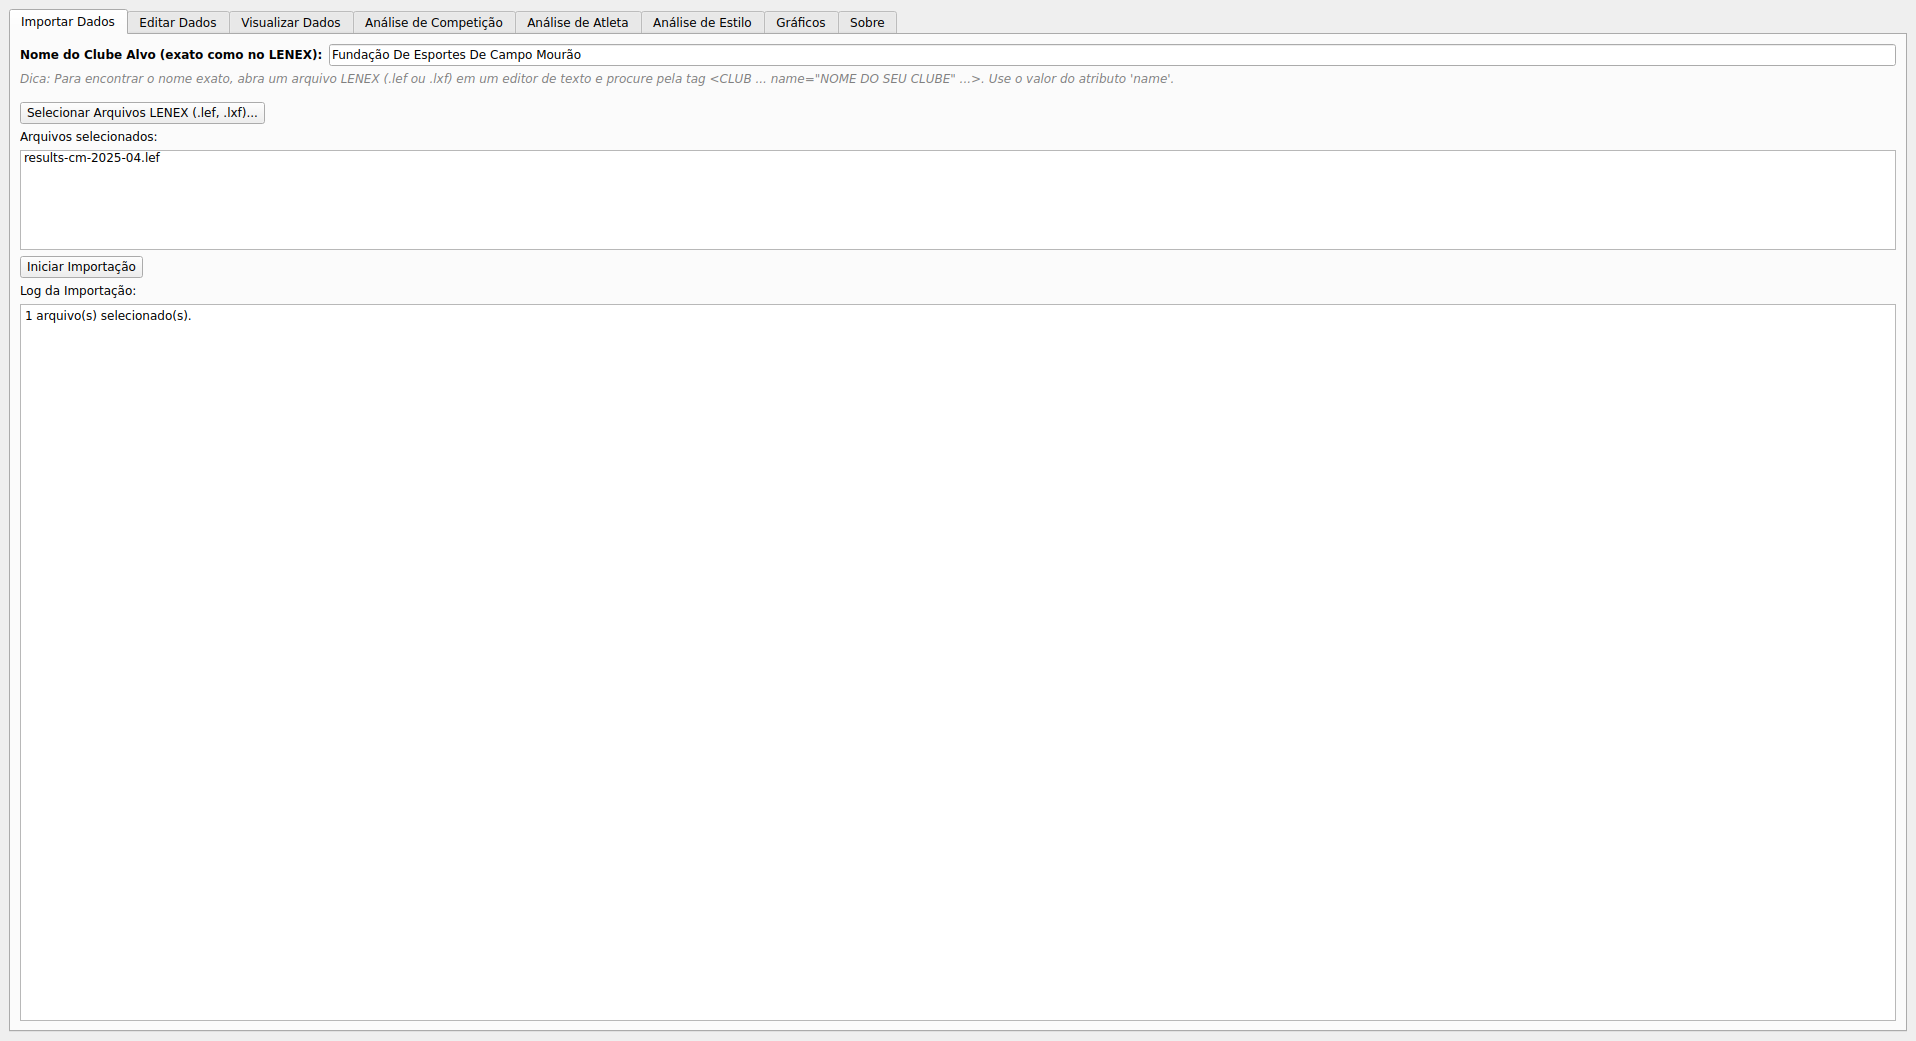 Importar Dados Editar Dados Visualizar Dados Análise de Competição Análise de Atleta Análise de Estilo Gráficos Sobre
Nome do Clube Alvo (exato como no LENEX): Fundação De Esportes De Campo Mourão
Dica: Para encontrar o nome exato, abra um arquivo LENEX (.lef ou .lxf) em um editor de texto e procure pela tag <CLUB ... name="NOME DO SEU CLUBE" ...>. Use o valor do atributo 'name'.
Selecionar Arquivos LENEX (.lef, .lxf)...
Arquivos selecionados:
results-cm-2025-04.lef
Iniciar Importação
Log da Importação:
1 arquivo(s) selecionado(s).